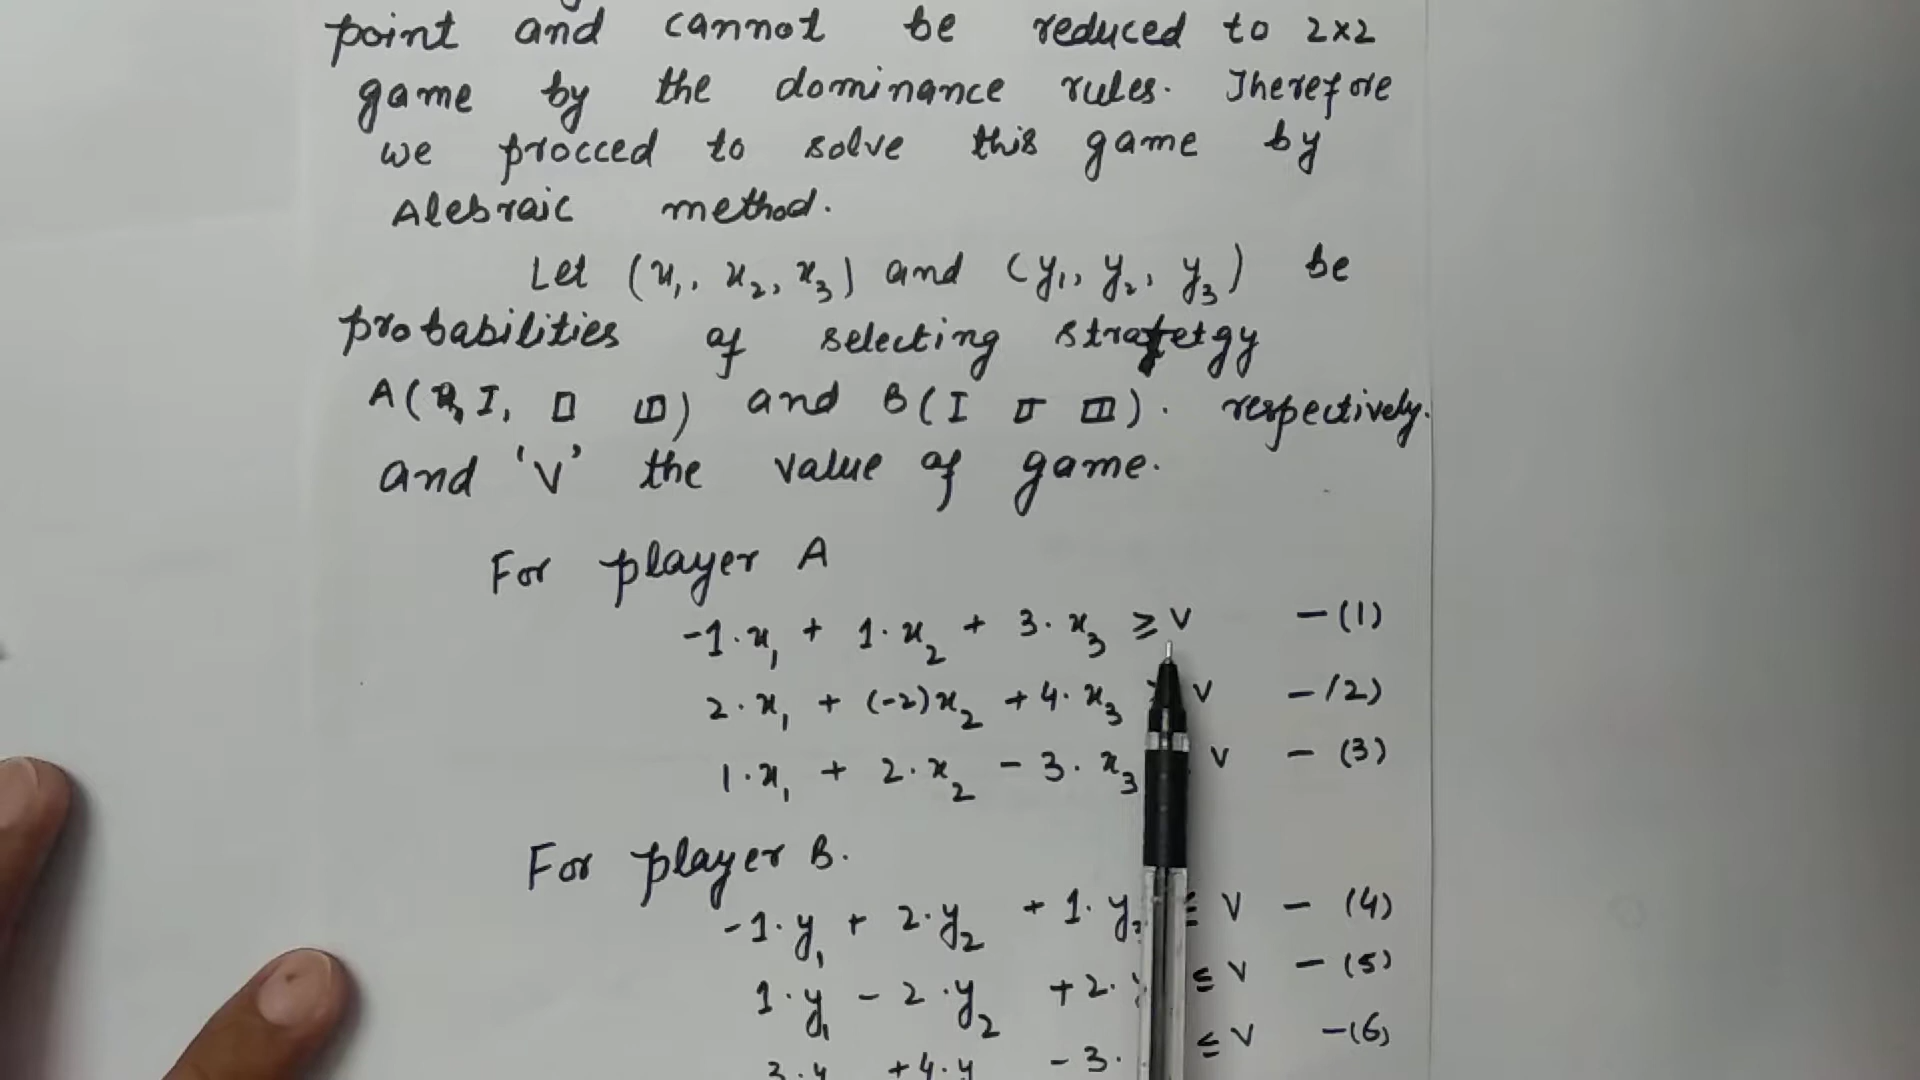 point and cannot be reduced to 2x2
game by the dominance rules. Therefore
we procced to solve this game by
Alebraic method.
Let (x₁, x₂, x₃) and (y₁, y₂, y₃) be
probabilities of selecting
A( I, II III) and B(I II III). respectively.
and 'V' the value of game.
For player A
-1·x₁ + 1·x₂ + 3·x₃ ≥ V -(1)
2·x₁ + (-2)x₂ + 4·x₃ V -(2)
1·x₁ + 2·x₂ - 3·x₃ V - (3)
For player B.
-1·y₁ + 2·y₂ + 1·y₃ ≤ V - (4)
1·y₁ - 2·y₂ + 2· ≤ V - (5)
3·y +4·y - 3· ≤ V -(6)